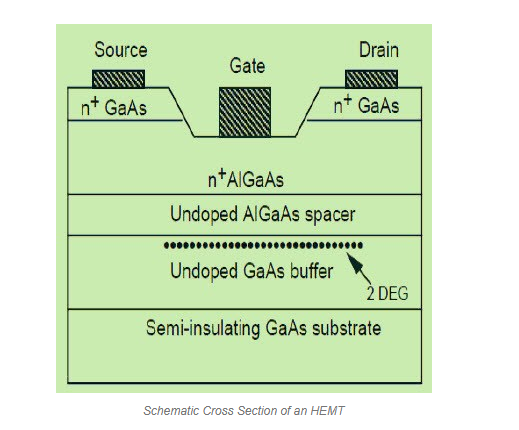 Source
Gate
Drain
n+ GaAs
n+ GaAs
n+AlGaAs
Undoped AlGaAs spacer
Undoped GaAs buffer
2 DEG
Semi-insulating GaAs substrate
Schematic Cross Section of an HEMT